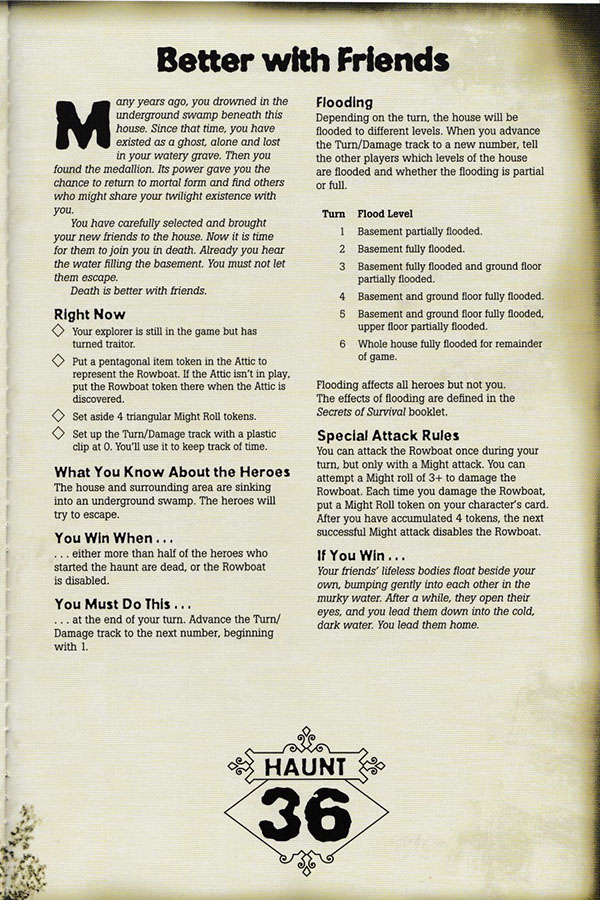 Better with Friends
Many years ago, you drowned in the
underground swamp beneath this
house. Since that time, you have
existed as a ghost, alone and lost
in your watery grave. Then you
found the medallion. Its power gave you the
chance to return to mortal form and find others
who might share your twilight existence with
you.
You have carefully selected and brought
your new friends to the house. Now it is time
for them to join you in death. Already you hear
the water filling the basement. You must not let
them escape.
Death is better with friends.
Right Now
Your explorer is still in the game but has
turned traitor.
Put a pentagonal item token in the Attic to
represent the Rowboat. If the Attic isn't in play,
put the Rowboat token there when the Attic is
discovered.
Set aside 4 triangular Might Roll tokens.
Set up the Turn/Damage track with a plastic
clip at 0. You'll use it to keep track of time.
What You Know About the Heroes
The house and surrounding area are sinking
into an underground swamp. The heroes will
try to escape.
You Win When . . .
. . . either more than half of the heroes who
started the haunt are dead, or the Rowboat
is disabled.
You Must Do This . . .
. . . at the end of your turn. Advance the Turn/
Damage track to the next number, beginning
with 1.
Flooding
Depending on the turn, the house will be
flooded to different levels. When you advance
the Turn/Damage track to a new number, tell
the other players which levels of the house
are flooded and whether the flooding is partial
or full.
Turn Flood Level
1 Basement partially flooded.
2 Basement fully flooded.
3 Basement fully flooded and ground floor
partially flooded.
4 Basement and ground floor fully flooded.
5 Basement and ground floor fully flooded,
upper floor partially flooded.
6 Whole house fully flooded for remainder
of game.
Flooding affects all heroes but not you.
The effects of flooding are defined in the
Secrets of Survival booklet.
Special Attack Rules
You can attack the Rowboat once during your
turn, but only with a Might attack. You can
attempt a Might roll of 3+ to damage the
Rowboat. Each time you damage the Rowboat,
put a Might Roll token on your character's card.
After you have accumulated 4 tokens, the next
successful Might attack disables the Rowboat.
If You Win . . .
Your friends' lifeless bodies float beside your
own, bumping gently into each other in the
murky water. After a while, they open their
eyes, and you lead them down into the cold,
dark water. You lead them home.
HAUNT
36